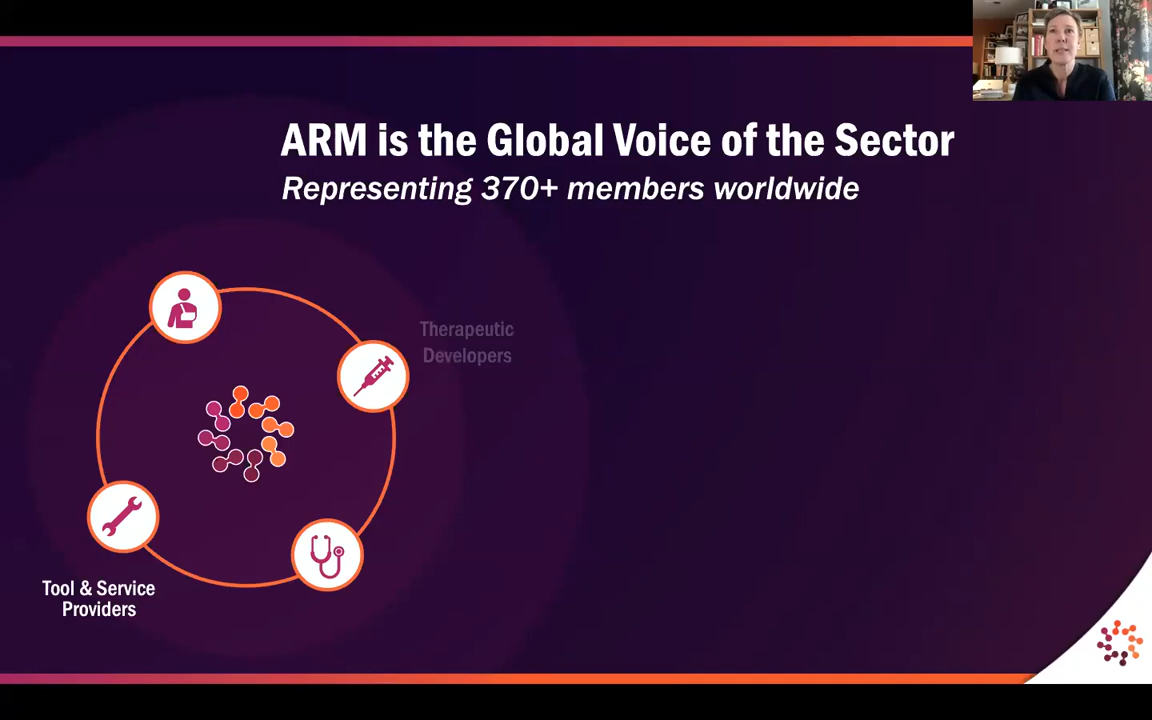 ARM is the Global Voice of the Sector
Representing 370+ members worldwide
Therapeutic
Developers
Tool & Service
Providers